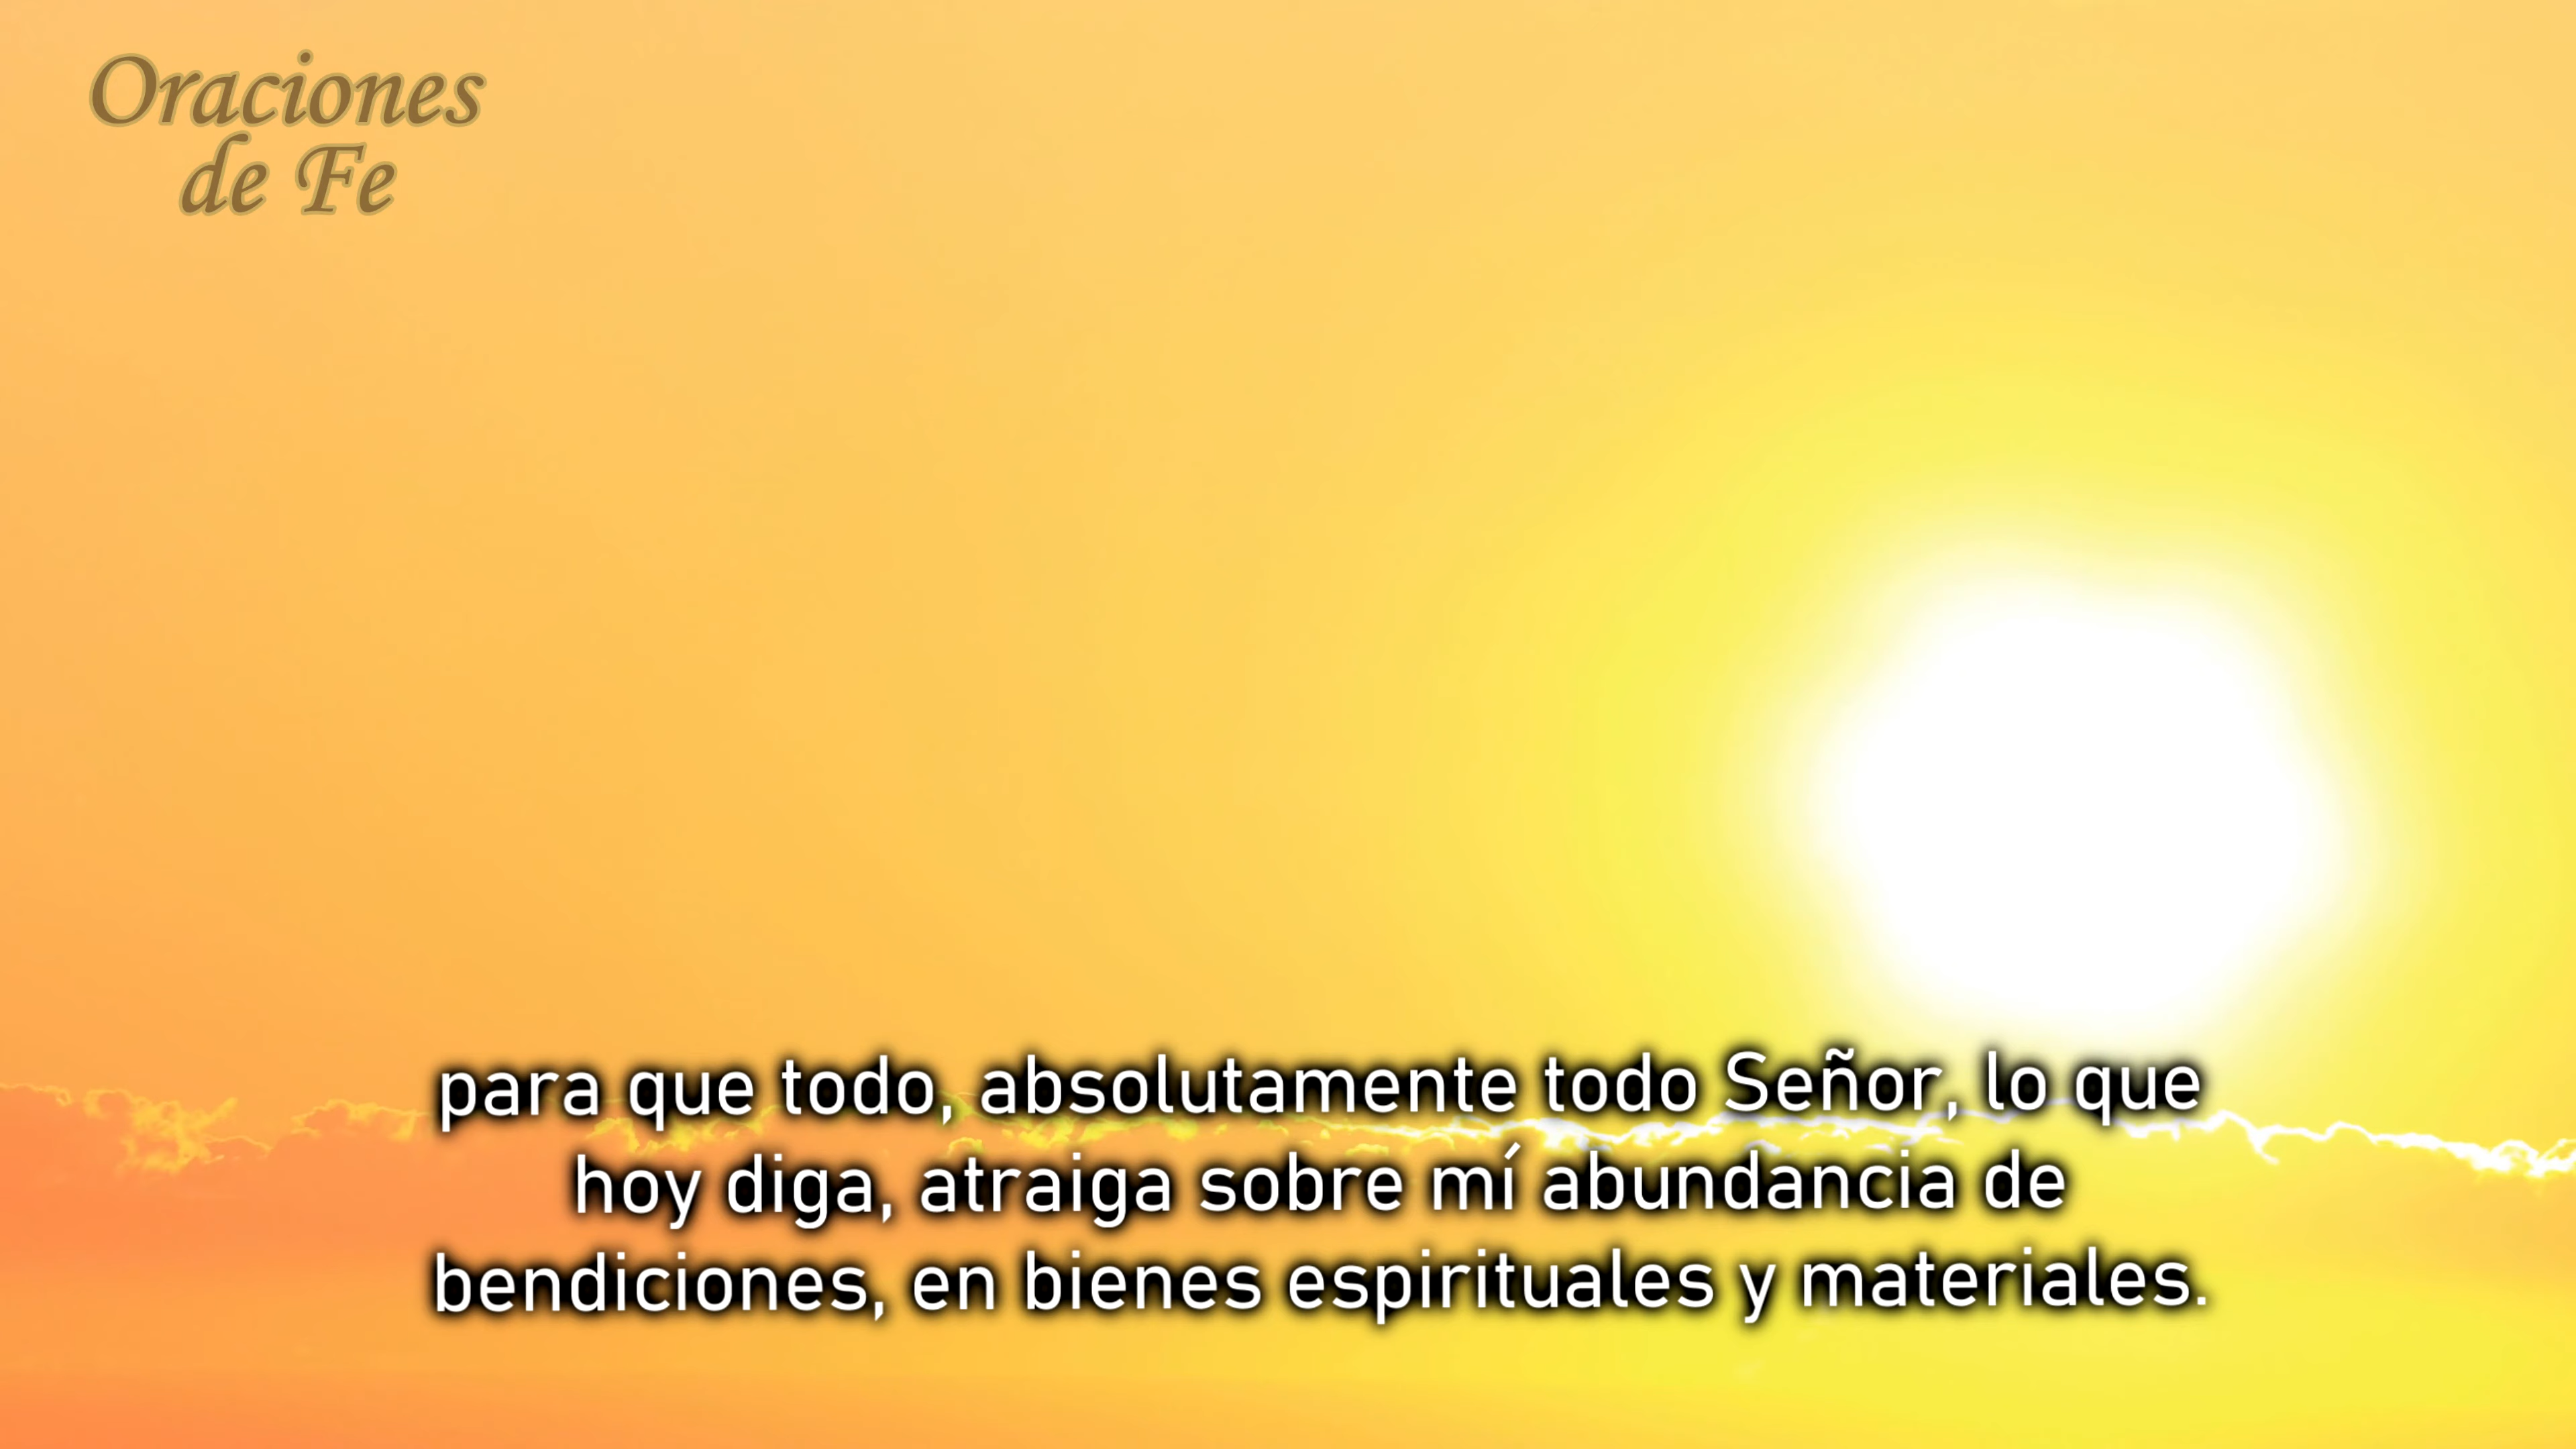 Oraciones
de Fe
para que todo, absolutamente todo Señor, lo que
hoy diga, atraiga sobre mí abundancia de
bendiciones, en bienes espirituales y materiales.